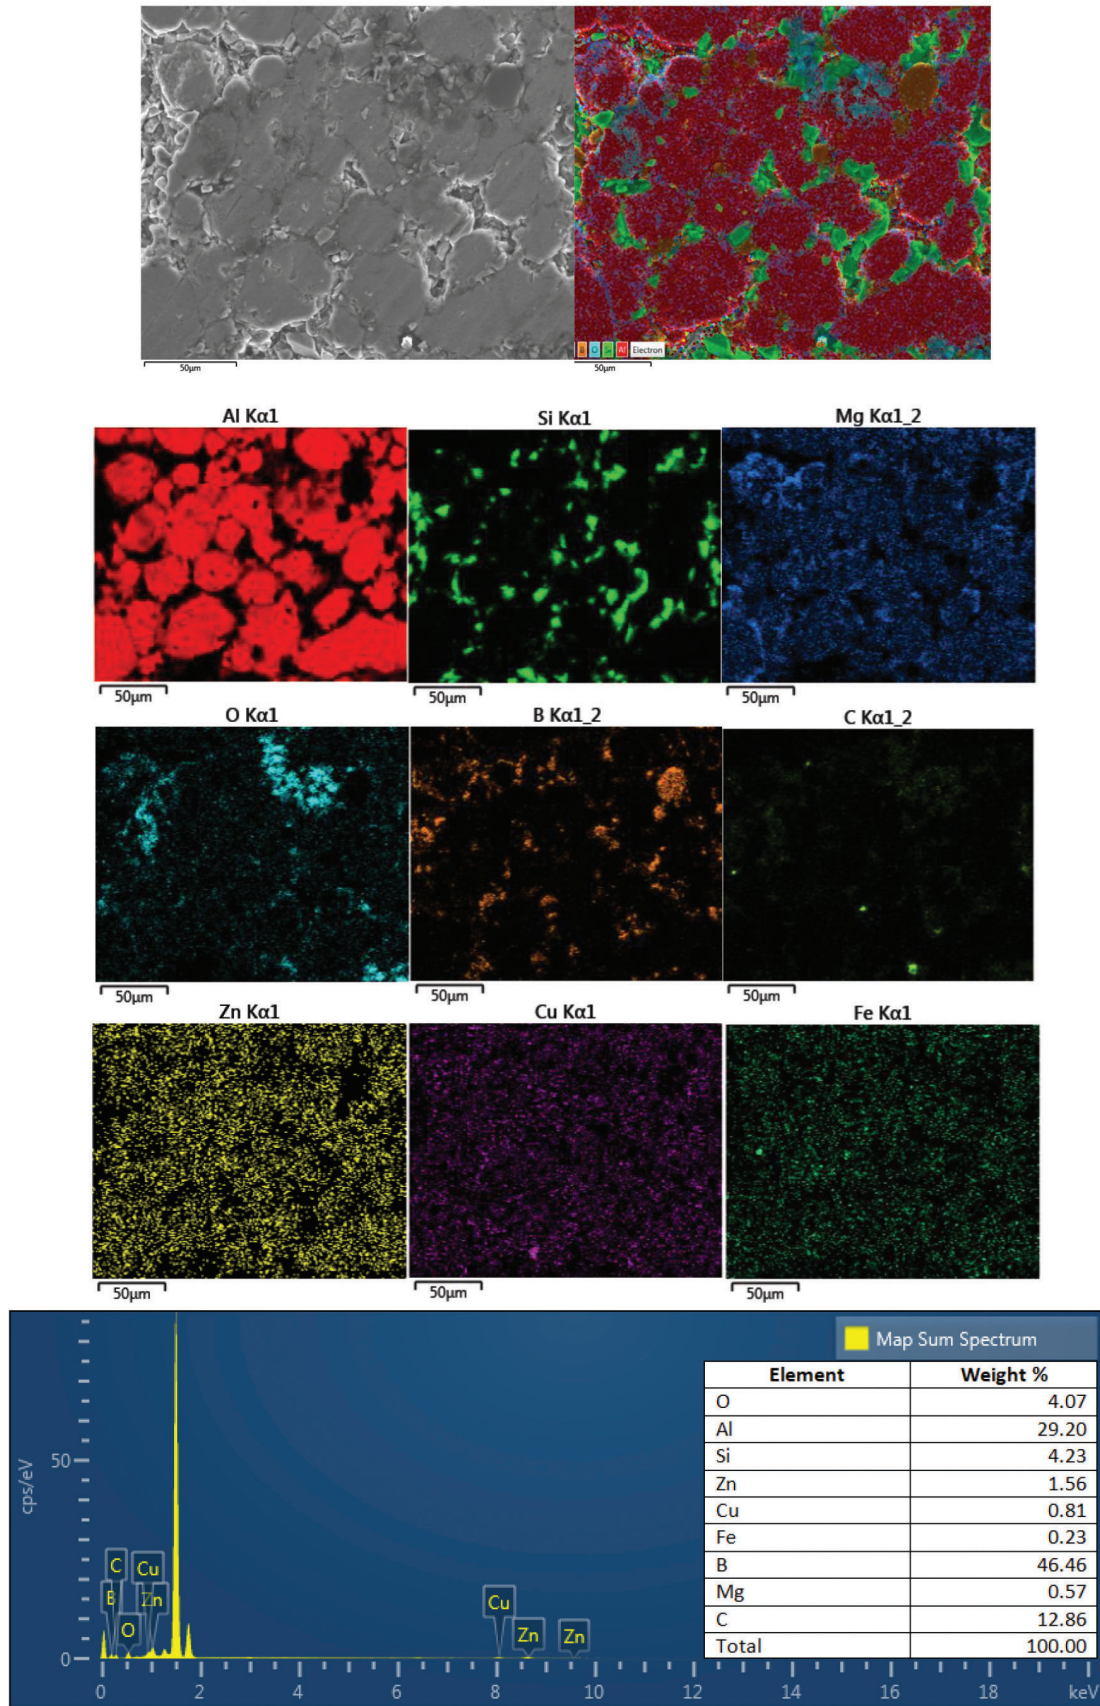 B O Si Al Electron
50μm 50μm
Al Kα1 Si Kα1 Mg Kα1_2
50μm 50μm 50μm
O Kα1 B Kα1_2 C Kα1_2
50μm 50μm 50μm
Zn Kα1 Cu Kα1 Fe Kα1
50μm 50μm 50μm
Map Sum Spectrum
Element Weight %
O 4.07
Al 29.20
Si 4.23
Zn 1.56
Cu 0.81
Fe 0.23
B 46.46
Mg 0.57
C 12.86
Total 100.00
cps/eV
50
0
C Cu
B Zn
O
Cu
Zn Zn
0 2 4 6 8 10 12 14 16 18 keV